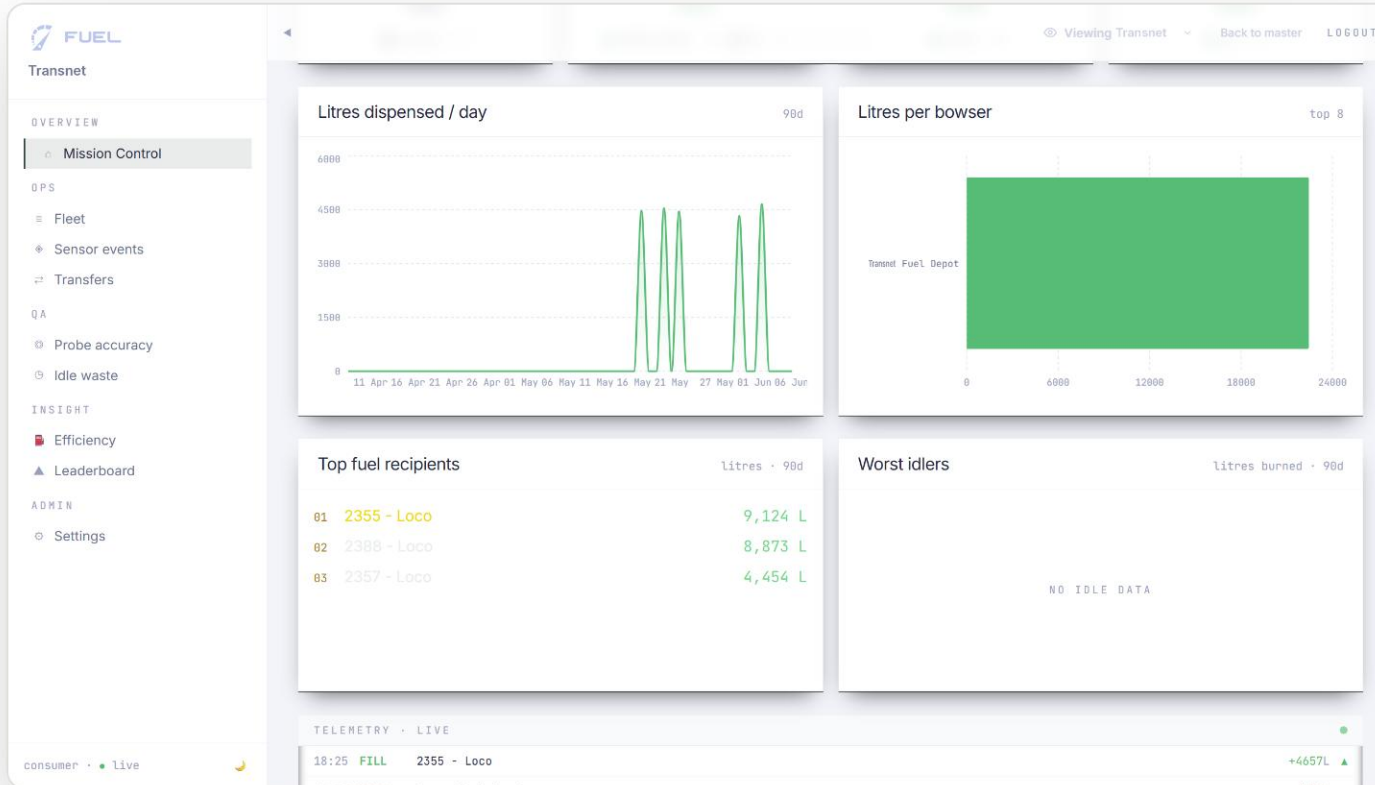 FUEL
Transnet
OVERVIEW
Mission Control
OPS
Fleet
Sensor events
Transfers
QA
Probe accuracy
Idle waste
INSIGHT
Efficiency
Leaderboard
ADMIN
Settings
consumer · live
Viewing Transnet
Back to master
LOGOUT
Litres dispensed / day
90d
6000
4500
3000
1500
0
11 Apr 16 Apr 21 Apr 26 Apr 01 May 06 May 11 May 16 May 21 May 27 May 01 Jun 06 Jun
Litres per bowser
top 8
Transnet Fuel Depot
0 6000 12000 18000 24000
Top fuel recipients
litres · 90d
01 2355 - Loco 9,124 L
02 2388 - Loco 8,873 L
03 2357 - Loco 4,454 L
Worst idlers
litres burned · 90d
NO IDLE DATA
TELEMETRY · LIVE
18:25 FILL 2355 - Loco +4657L ▲